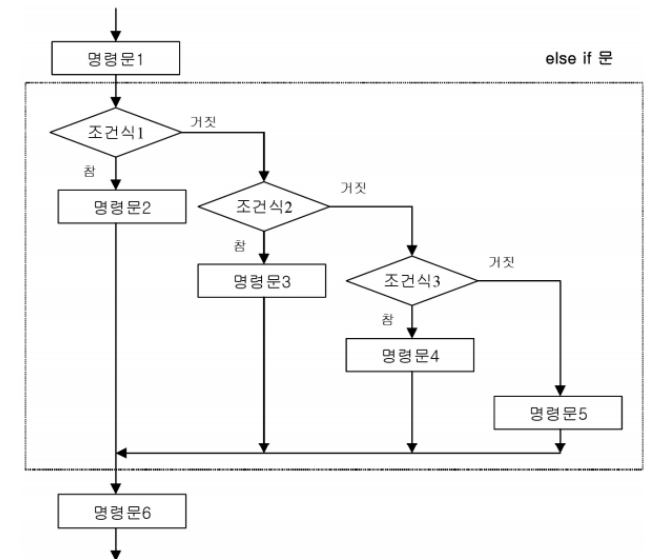 명령문1
else if 문
조건식1
거짓
참
명령문2
조건식2
거짓
참
명령문3
조건식3
거짓
참
명령문4
명령문5
명령문6